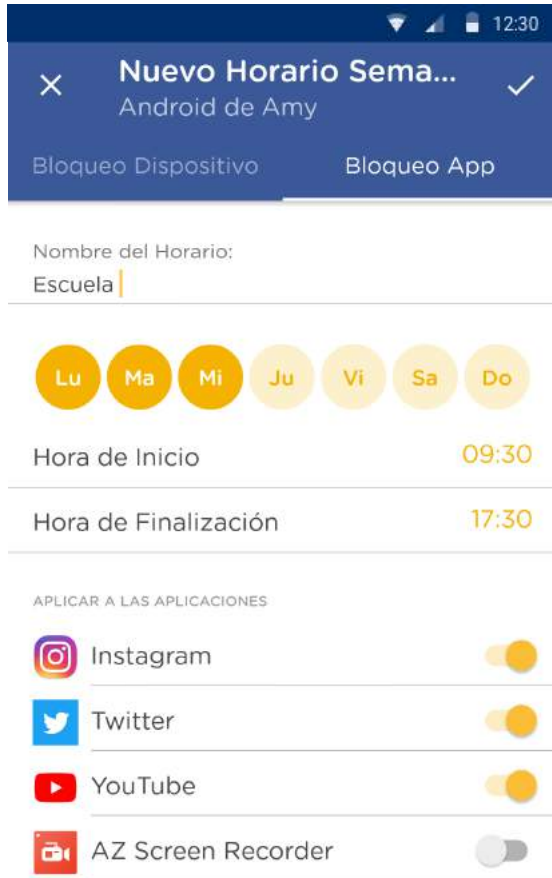 12:30
Nuevo Horario Sema...
Android de Amy
Bloqueo Dispositivo Bloqueo App
Nombre del Horario:
Escuela
Lu Ma Mi Ju Vi Sa Do
Hora de Inicio 09:30
Hora de Finalización 17:30
APLICAR A LAS APLICACIONES
Instagram
Twitter
YouTube
AZ Screen Recorder